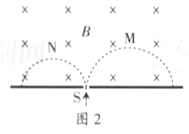 × × × ×
B
N
M
× × × ×
S
图 2